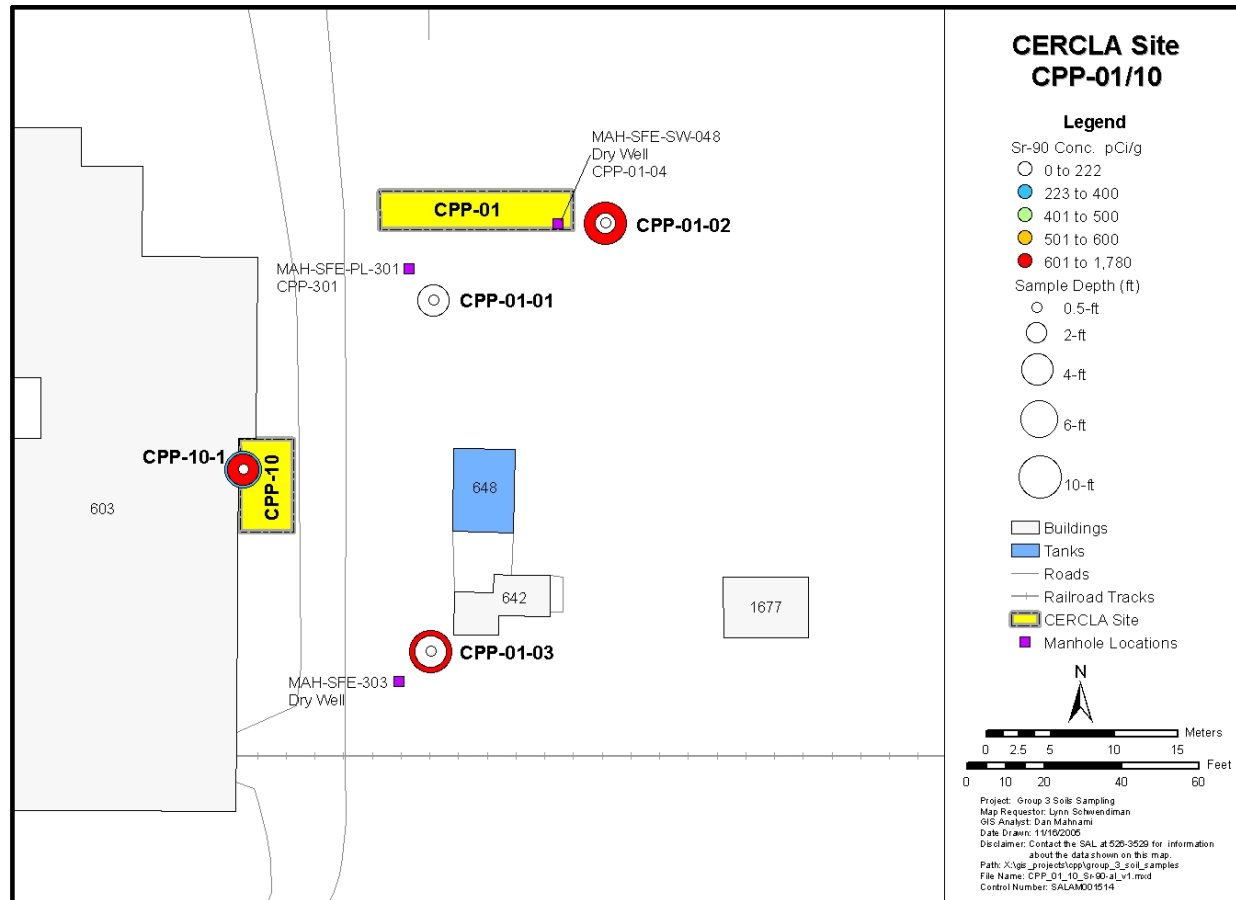 CERCLA Site
CPP-01/10
Legend
Sr-90 Conc. pCi/g
0 to 222
223 to 400
401 to 500
501 to 600
601 to 1,780
Sample Depth (ft)
0.5-ft
2-ft
4-ft
6-ft
10-ft
Buildings
Tanks
Roads
Railroad Tracks
CERCLA Site
Manhole Locations
N
Meters
0 2.5 5 10 15
Feet
0 10 20 40 60
Project: Group 3 Soils Sampling
Map Requestor: Lynn Schwendiman
GIS Analyst: Dan Mahnami
Date Drawn: 11/16/2005
Disclaimer: Contact the SAL at 526-3529 for information
about the data shown on this map.
Path: X:\gis_projects\cpp\group_3_soil_samples
File Name: CPP_01_10_Sr-90-al_v1.mxd
Control Number: SALAM001514
MAH-SFE-SW-048
Dry Well
CPP-01-04
CPP-01
CPP-01-02
MAH-SFE-PL-301
CPP-301
CPP-01-01
CPP-10-1
CPP-10
603
648
642
1677
CPP-01-03
MAH-SFE-303
Dry Well